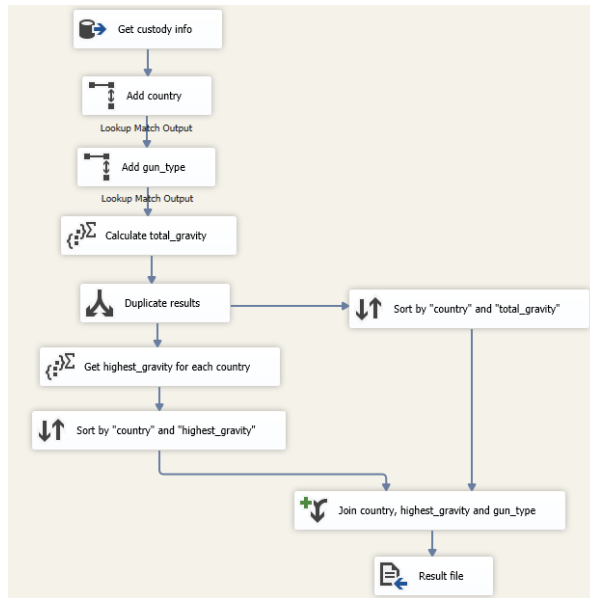 Get custody info
Add country
Lookup Match Output
Add gun_type
Lookup Match Output
Calculate total_gravity
Duplicate results
Sort by "country" and "total_gravity"
Get highest_gravity for each country
Sort by "country" and "highest_gravity"
Join country, highest_gravity and gun_type
Result file